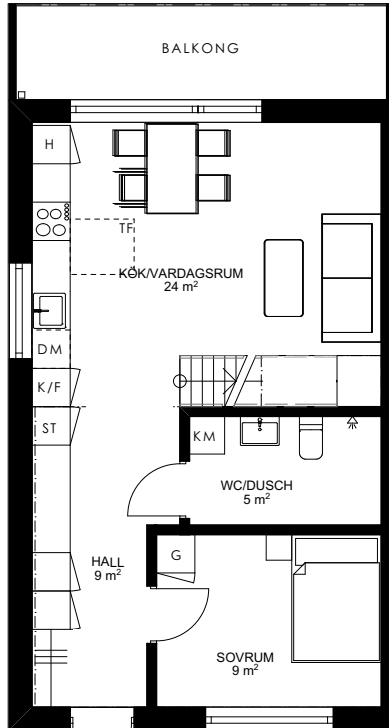 BALKONG
H
TF
KÖK/VARDAGSRUM
24 m²
DM
K/F
ST
KM
WC/DUSCH
5 m²
HALL
9 m²
G
SOVRUM
9 m²